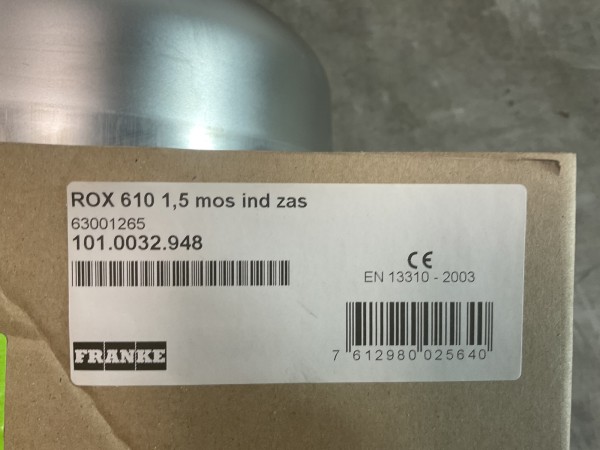 ROX 610 1,5 mos ind zas
63001265
101.0032.948
CE
EN 13310 - 2003
FRANKE
7 612980 025640